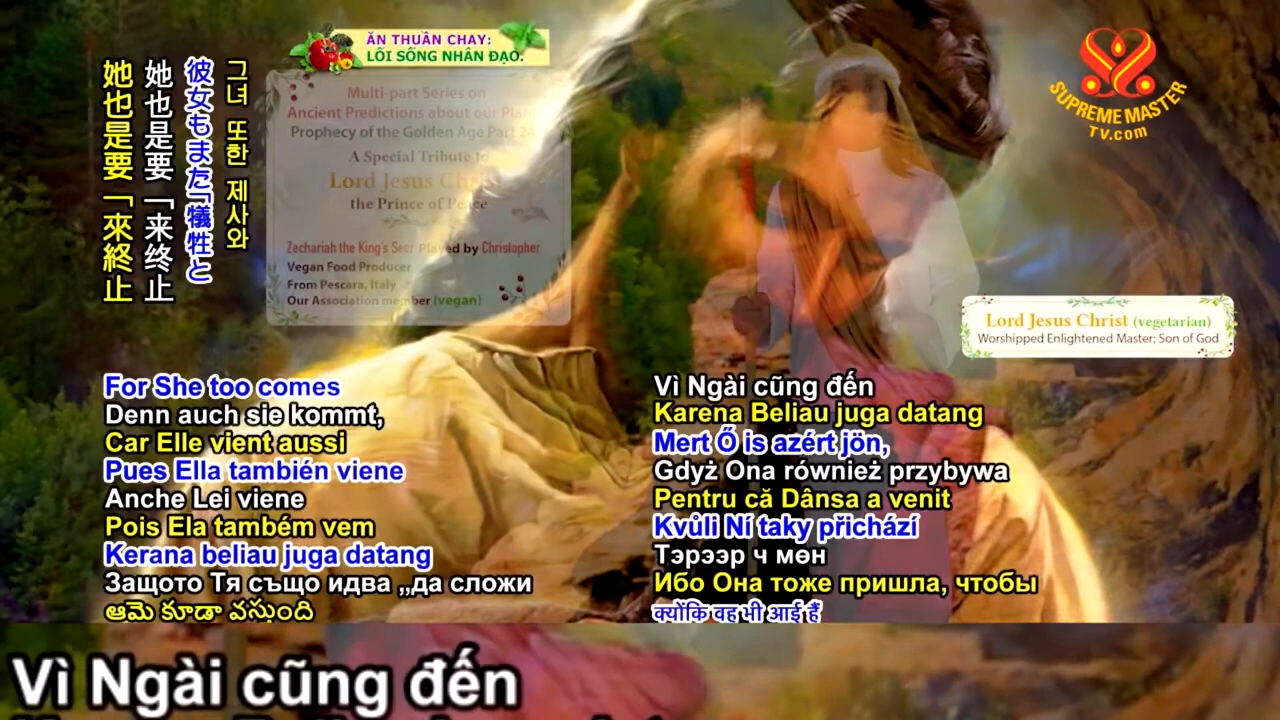 ĂN THUẦN CHAY:
LỐI SỐNG NHÂN ĐẠO.
SUPREME MASTER
TV.com
그녀 또한 제사와
彼女もまた「犠牲と
她也是要「来终止
她也是要「來終止
Multi-part Series on
Ancient Predictions about our Plan
Prophecy of the Golden Age Part 24
A Special Tribute to
Lord Jesus Christ
the Prince of Peace
Zechariah the King's Seer Played by Christopher
Vegan Food Producer
From Pescara, Italy
Our Association member (vegan)
Lord Jesus Christ (vegetarian)
Worshipped Enlightened Master; Son of God
For She too comes
Denn auch sie kommt,
Car Elle vient aussi
Pues Ella también viene
Anche Lei viene
Pois Ela também vem
Kerana beliau juga datang
Защото Тя също идва „да сложи
ఆమె కూడా వస్తుంది
Vì Ngài cũng đến
Karena Beliau juga datang
Mert Ő is azért jön,
Gdyż Ona również przybywa
Pentru că Dânsa a venit
Kvůli Ní taky přichází
Тэрээр ч мөн
Ибо Она тоже пришла, чтобы
क्योंकि वह भी आई हैं
Vì Ngài cũng đến